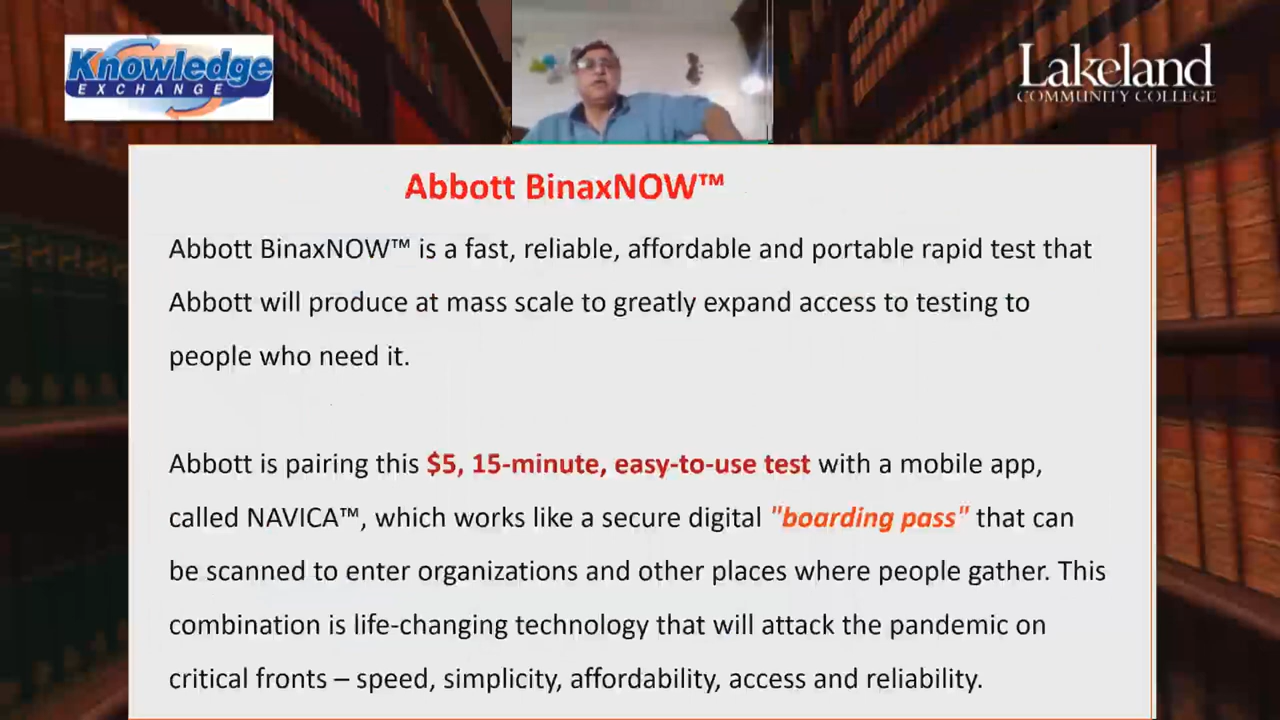 Knowledge
EXCHANGE
Lakeland
COMMUNITY COLLEGE
Abbott BinaxNOW™
Abbott BinaxNOW™ is a fast, reliable, affordable and portable rapid test that
Abbott will produce at mass scale to greatly expand access to testing to
people who need it.
Abbott is pairing this $5, 15-minute, easy-to-use test with a mobile app,
called NAVICA™, which works like a secure digital "boarding pass" that can
be scanned to enter organizations and other places where people gather. This
combination is life-changing technology that will attack the pandemic on
critical fronts – speed, simplicity, affordability, access and reliability.